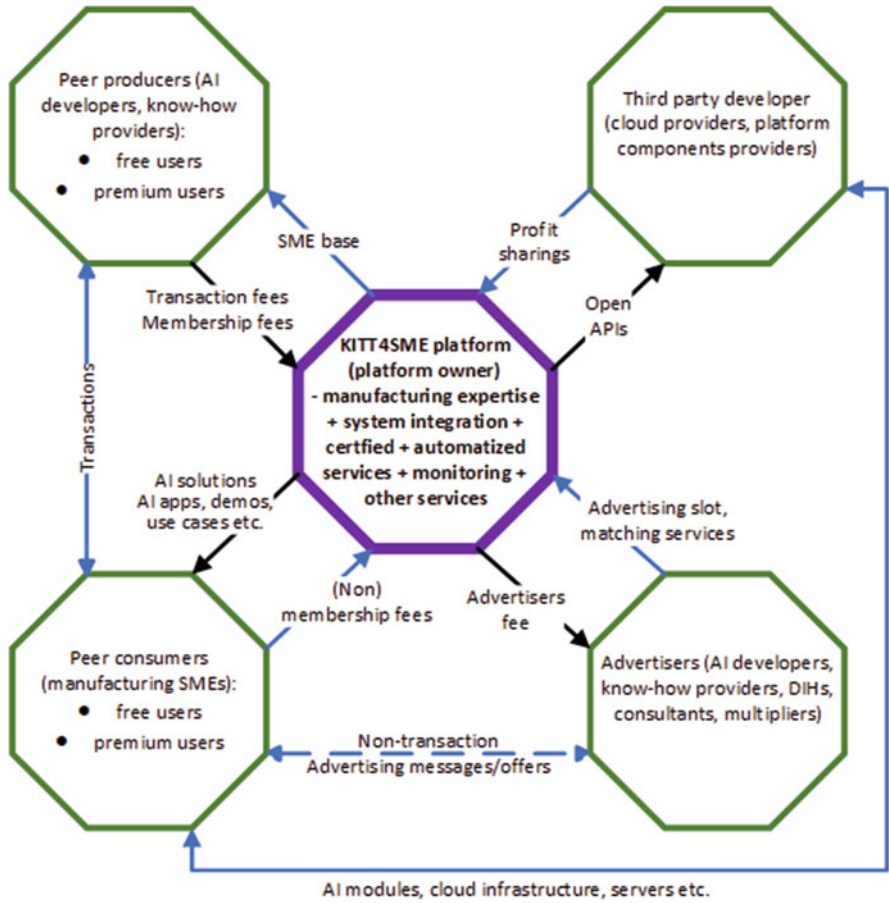 Peer producers (AI
developers, know-how
providers):
● free users
● premium users
Third party developer
(cloud providers, platform
components providers)
SME base
Profit
sharings
Transaction fees
Membership fees
Open
APIs
KITT4SME platform
(platform owner)
- manufacturing expertise
+ system integration +
certfied + automatized
services + monitoring +
other services
Transactions
AI solutions
AI apps, demos,
use cases etc.
Advertising slot,
matching services
(Non)
membership fees
Advertisers
fee
Peer consumers
(manufacturing SMEs):
● free users
● premium users
Advertisers (AI developers,
know-how providers, DIHs,
consultants, multipliers)
Non-transaction
Advertising messages/offers
AI modules, cloud infrastructure, servers etc.